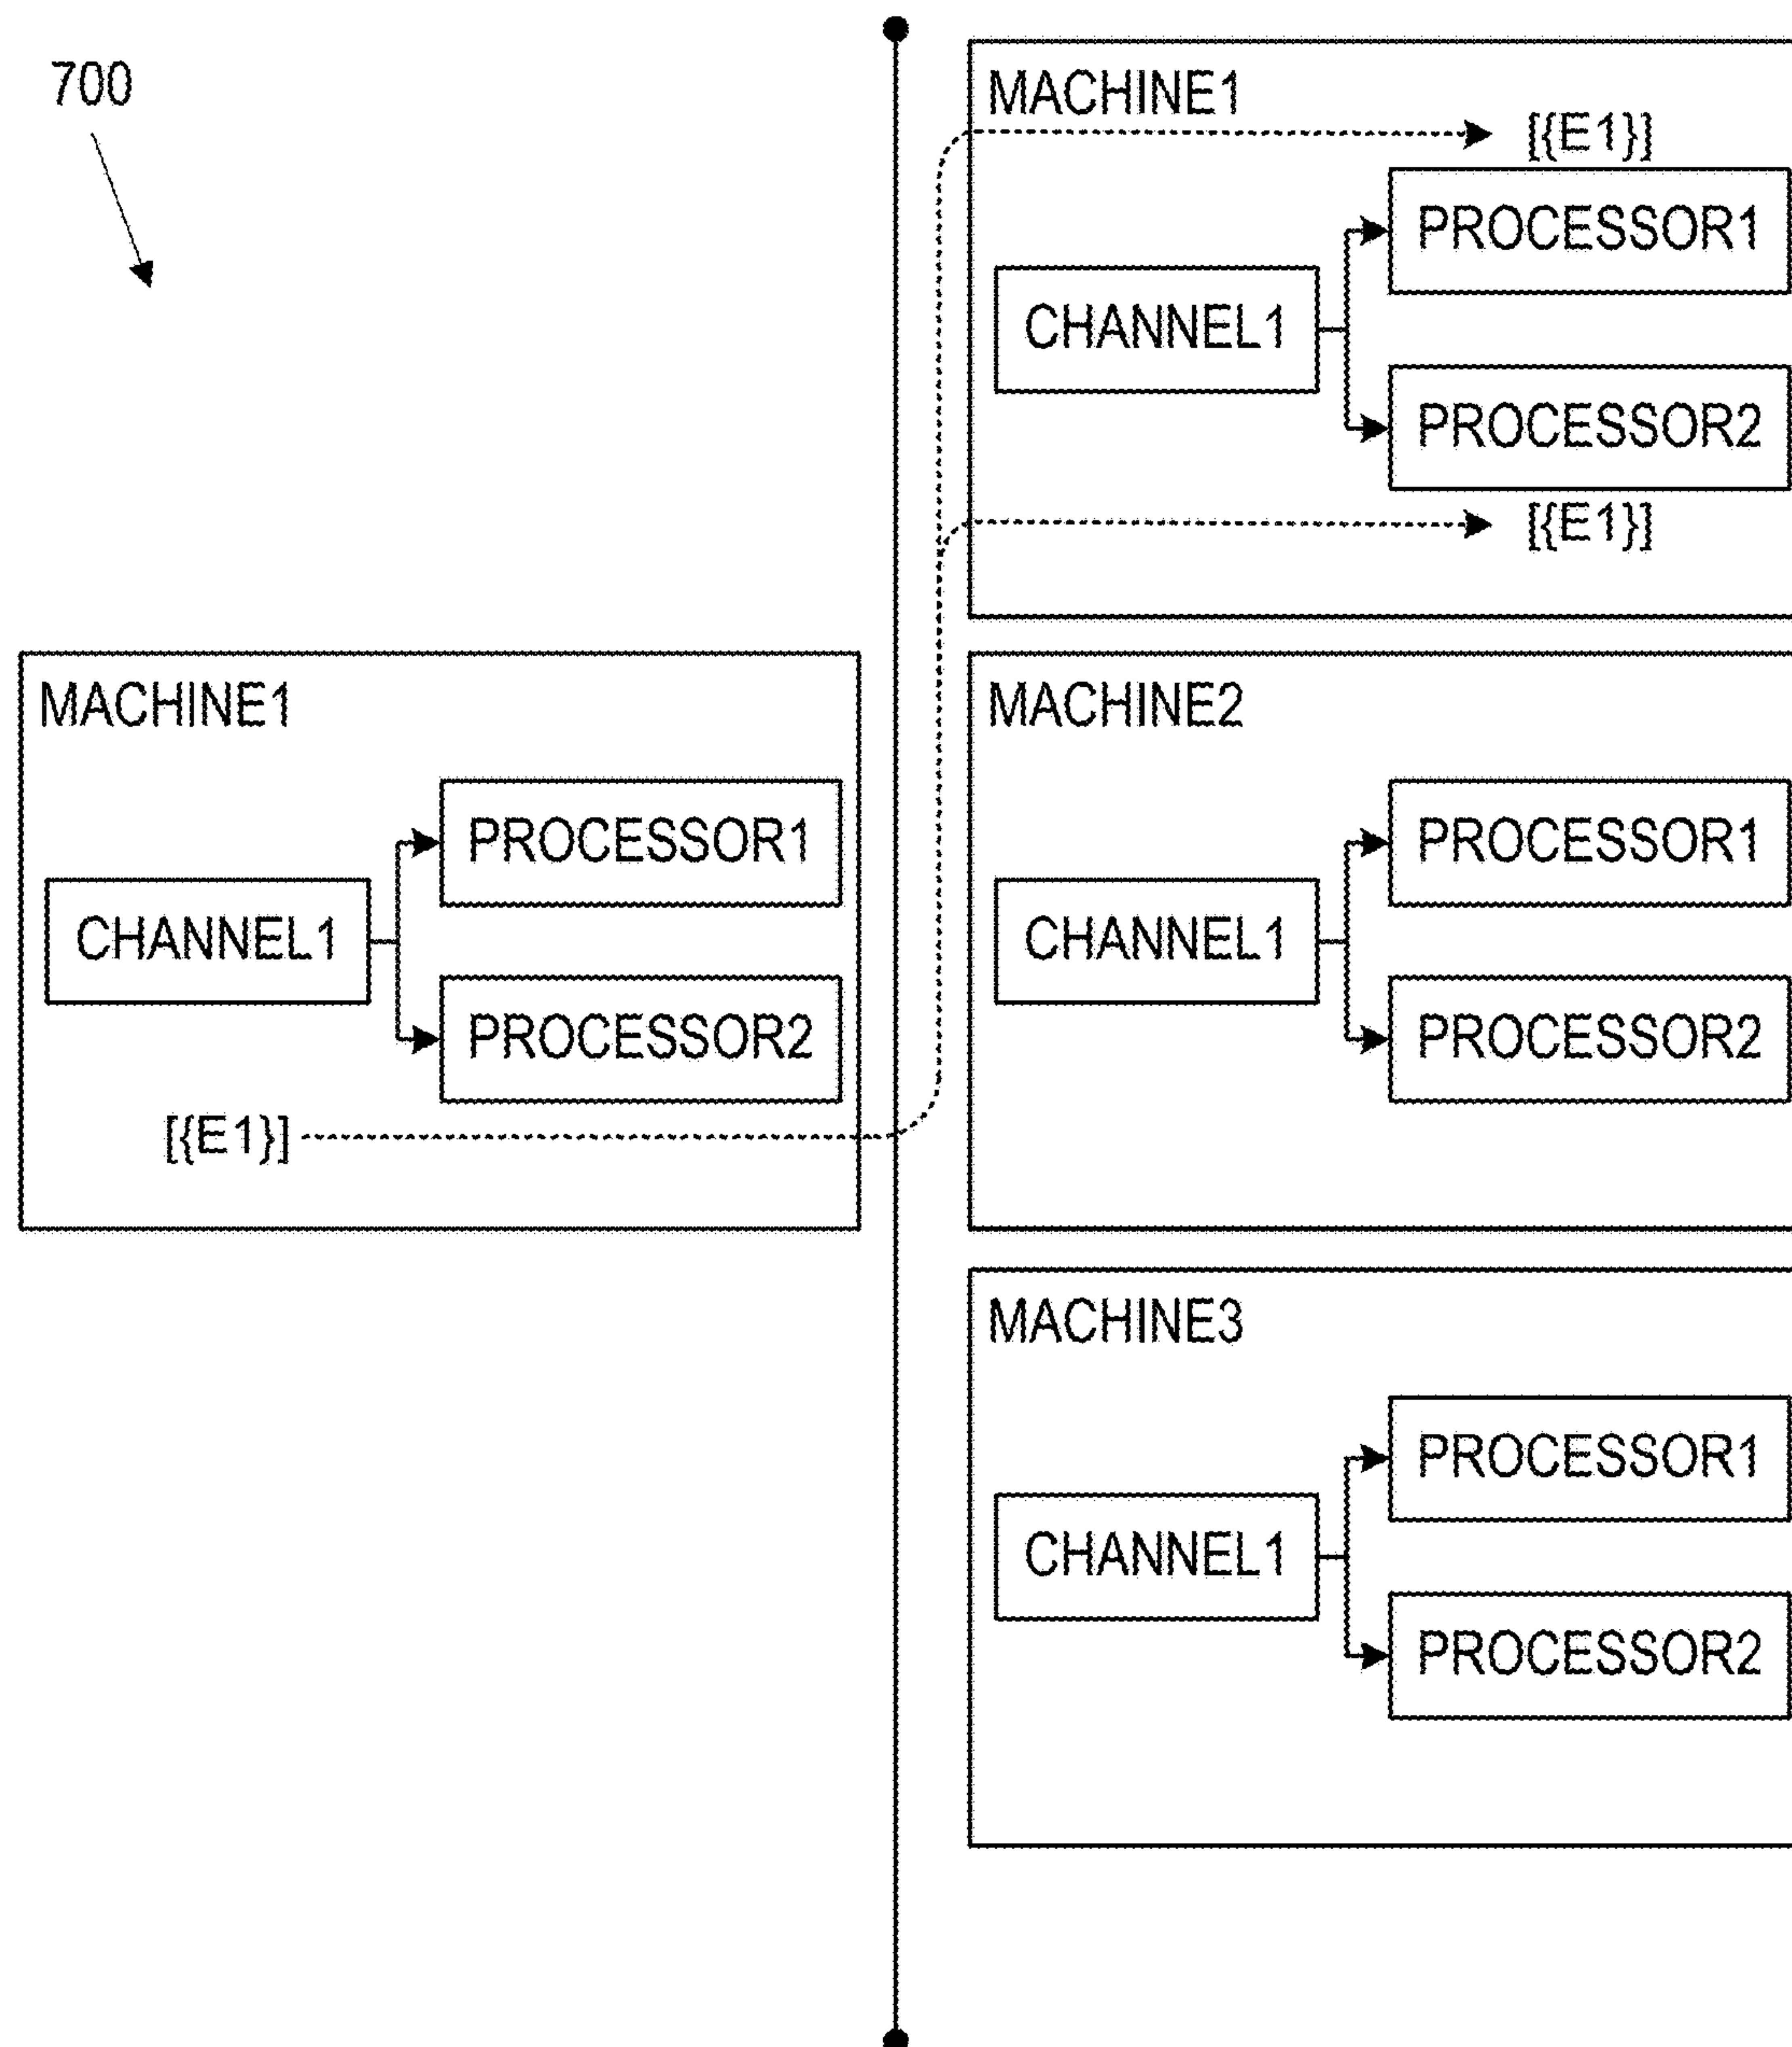 700
MACHINE1
PROCESSOR1
CHANNEL1
PROCESSOR2
[{E1}]
MACHINE1
[{E1}]
PROCESSOR1
CHANNEL1
PROCESSOR2
[{E1}]
MACHINE2
PROCESSOR1
CHANNEL1
PROCESSOR2
MACHINE3
PROCESSOR1
CHANNEL1
PROCESSOR2